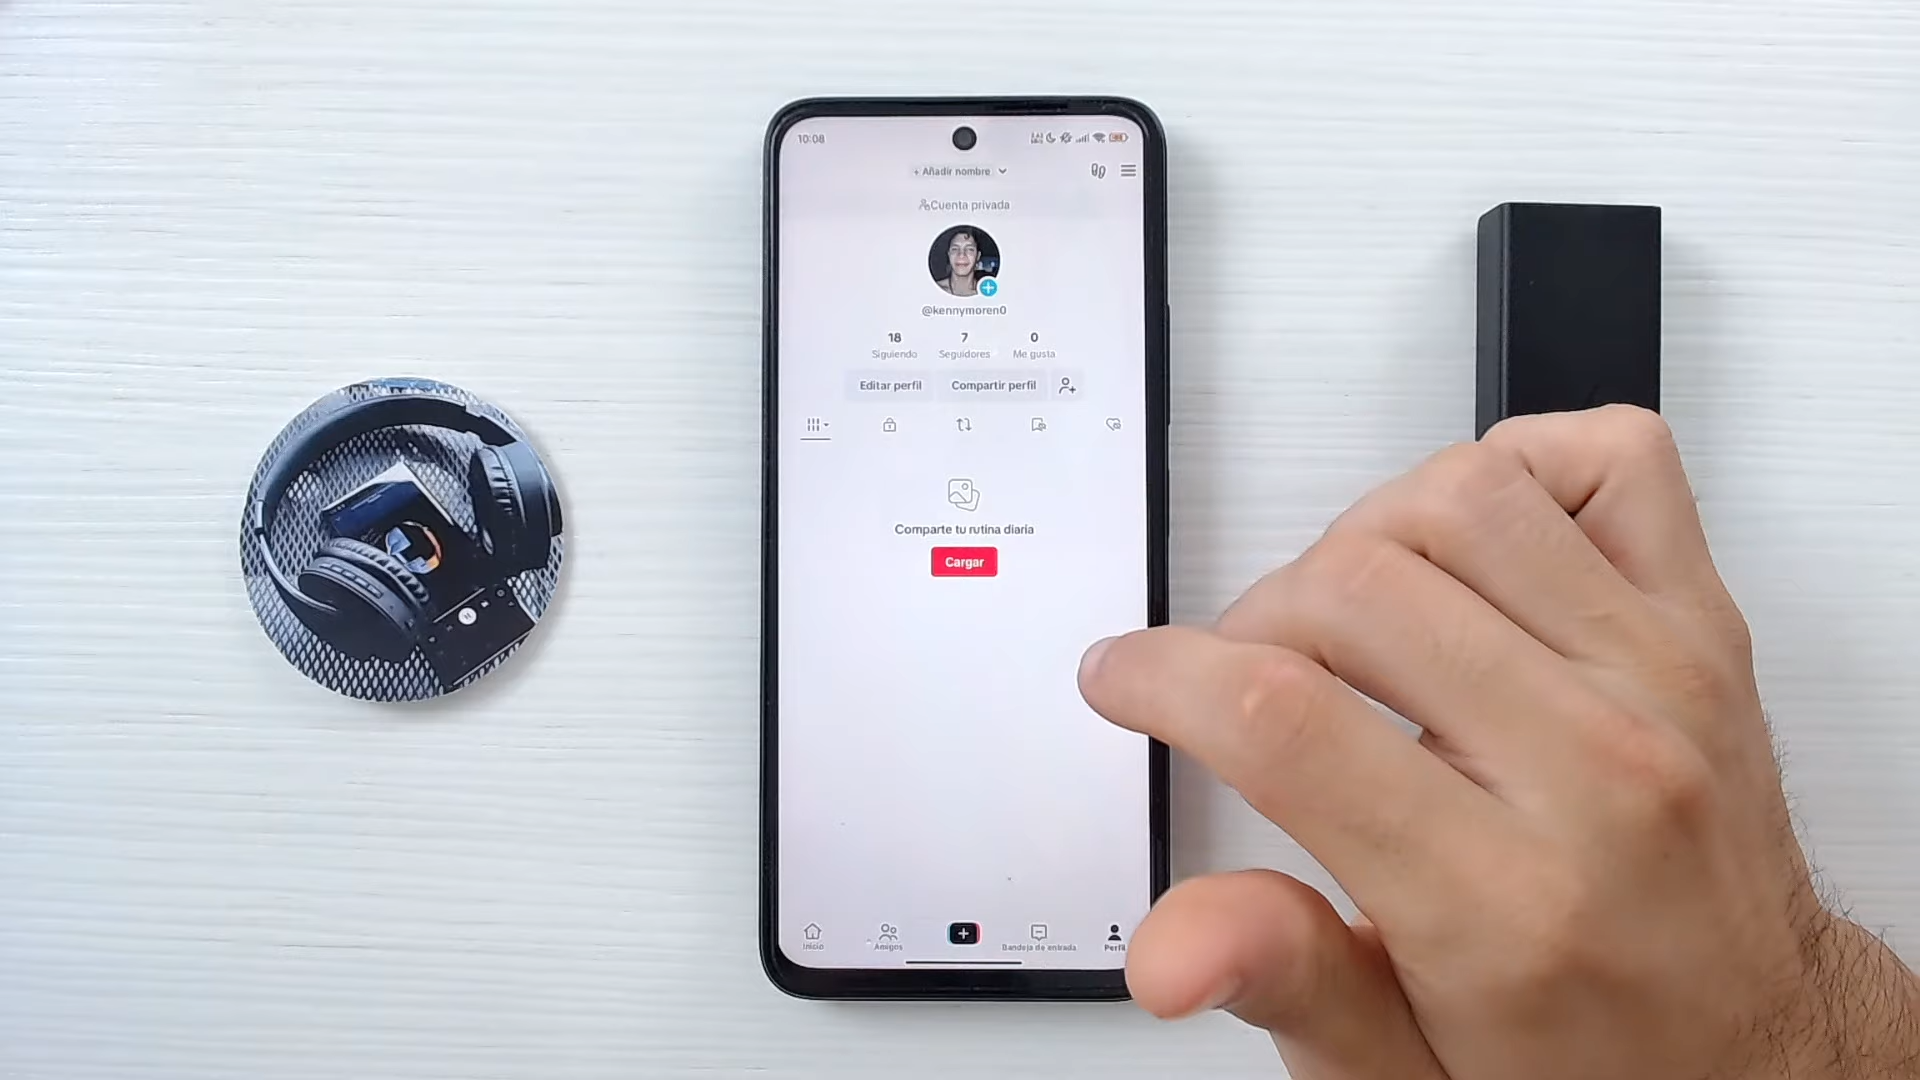 10:08
+ Añadir nombre
Cuenta privada
@kennymoren0
18 7 0
Siguiendo Seguidores Me gusta
Editar perfil Compartir perfil
Comparte tu rutina diaria
Cargar
Inicio Amigos Bandeja de entrada Perfil